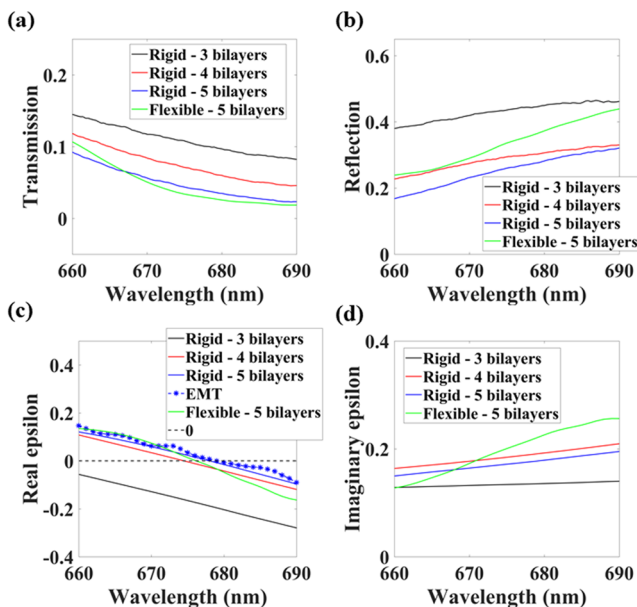 (a)
Transmission
0.2
0.1
0
Rigid - 3 bilayers
Rigid - 4 bilayers
Rigid - 5 bilayers
Flexible - 5 bilayers
660 670 680 690
Wavelength (nm)
(b)
Reflection
0.6
0.4
0.2
0
Rigid - 3 bilayers
Rigid - 4 bilayers
Rigid - 5 bilayers
Flexible - 5 bilayers
660 670 680 690
Wavelength (nm)
(c)
Real epsilon
0.4
0.2
0
-0.2
-0.4
Rigid - 3 bilayers
Rigid - 4 bilayers
Rigid - 5 bilayers
EMT
Flexible - 5 bilayers
0
660 670 680 690
Wavelength (nm)
(d)
Imaginary epsilon
0.4
0.2
0
Rigid - 3 bilayers
Rigid - 4 bilayers
Rigid - 5 bilayers
Flexible - 5 bilayers
660 670 680 690
Wavelength (nm)